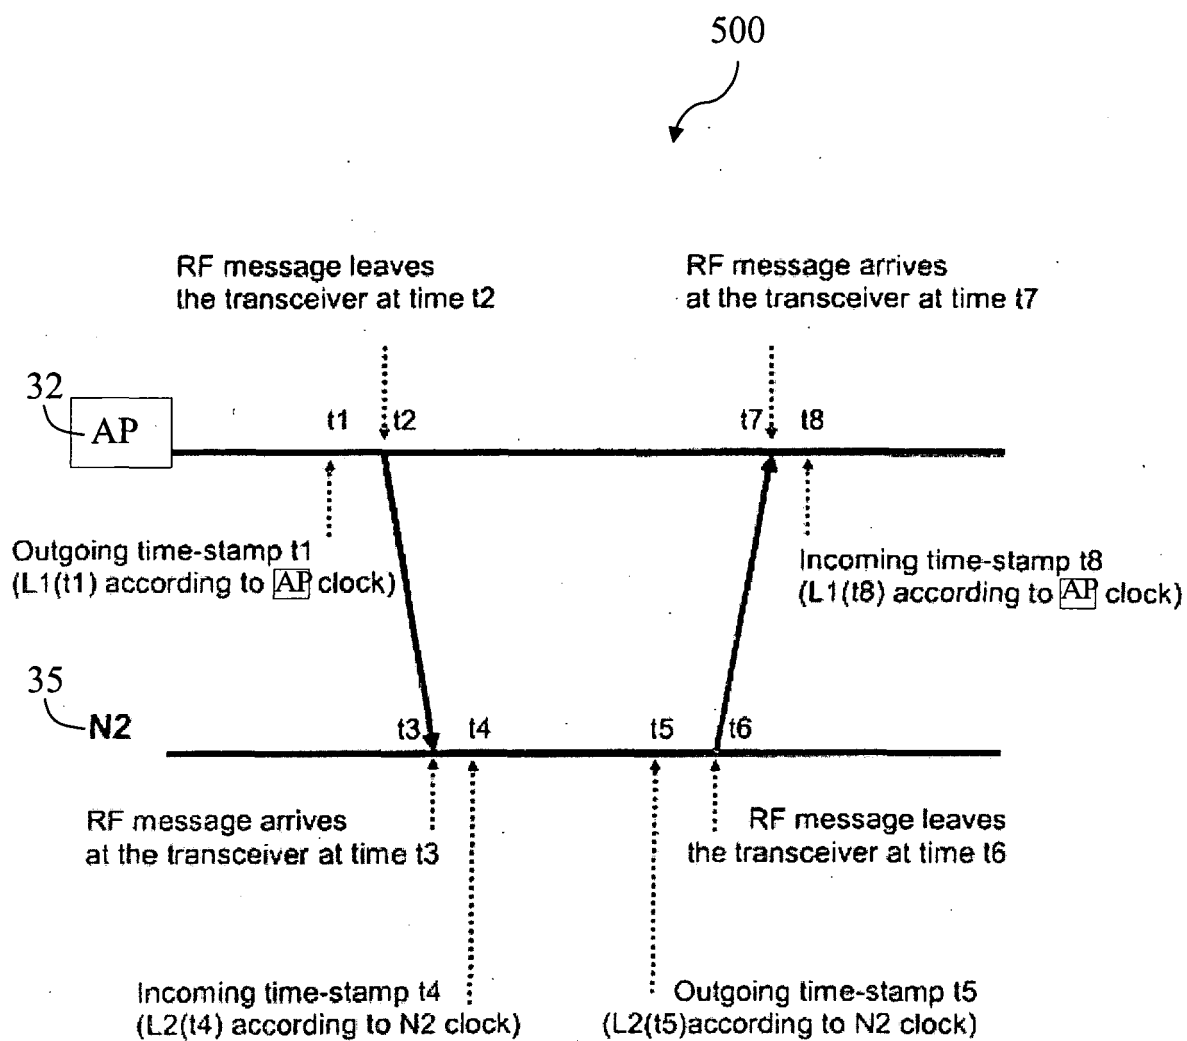 500
RF message leaves
the transceiver at time t2
RF message arrives
at the transceiver at time t7
32
AP
t1
t2
t7
t8
Outgoing time-stamp t1
(L1(t1) according to AP clock)
Incoming time-stamp t8
(L1(t8) according to AP clock)
35
N2
t3
t4
t5
t6
RF message arrives
at the transceiver at time t3
RF message leaves
the transceiver at time t6
Incoming time-stamp t4
(L2(t4) according to N2 clock)
Outgoing time-stamp t5
(L2(t5)according to N2 clock)